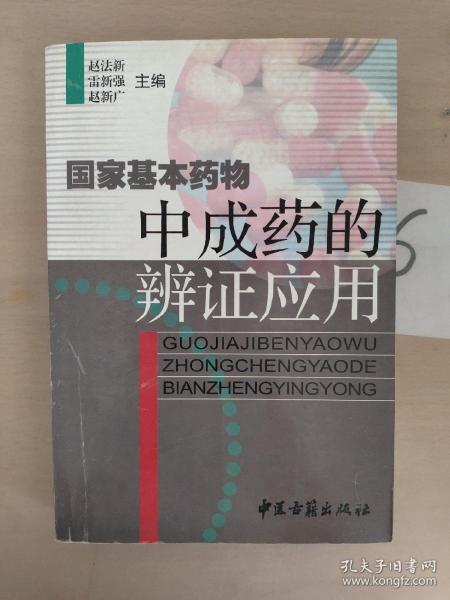 赵法新
雷新强 主编
赵新广
国家基本药物
中成药的
辨证应用
GUOJIAJIBENYAOWU
ZHONGCHENGYAODE
BIANZHENGYINGYONG
中医古籍出版社
6
孔夫子旧书网
www.kongfz.com